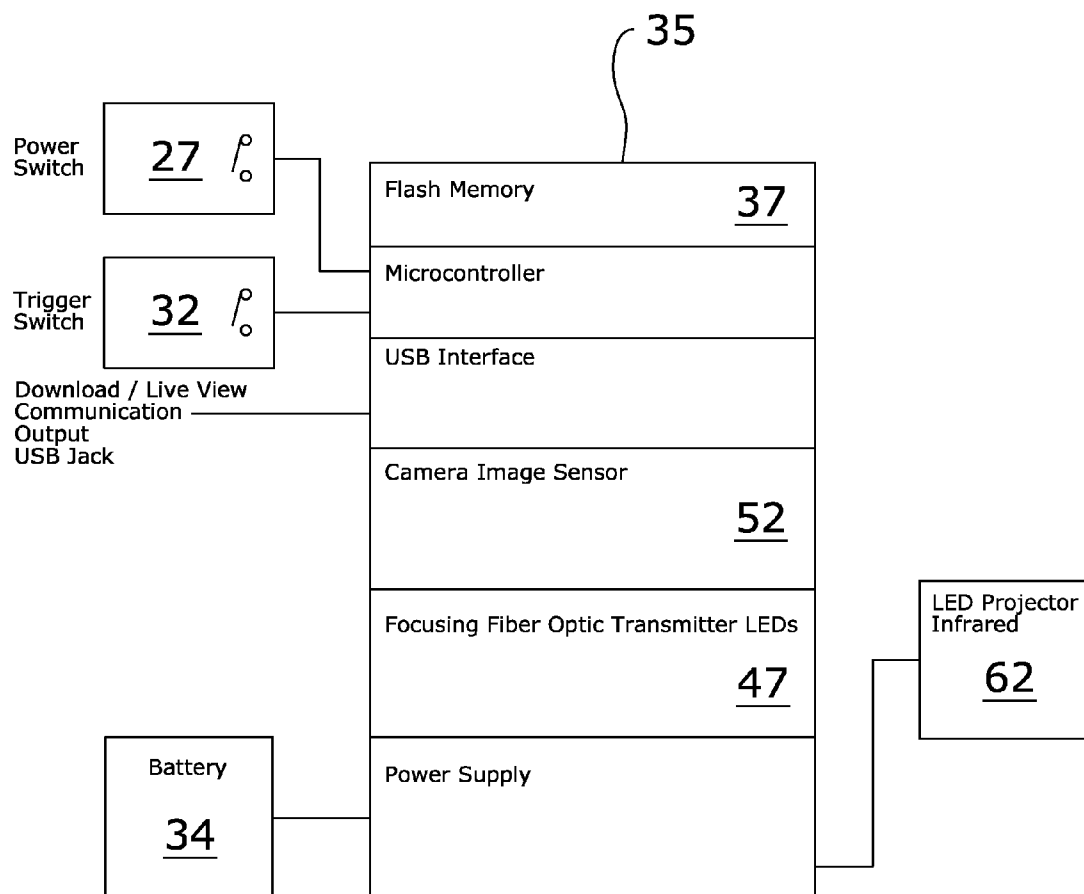 35
Power
Switch
27
Flash Memory
37
Microcontroller
Trigger
Switch
32
USB Interface
Download / Live View
Communication
Output
USB Jack
Camera Image Sensor
52
Focusing Fiber Optic Transmitter LEDs
47
LED Projector
Infrared
62
Battery
34
Power Supply